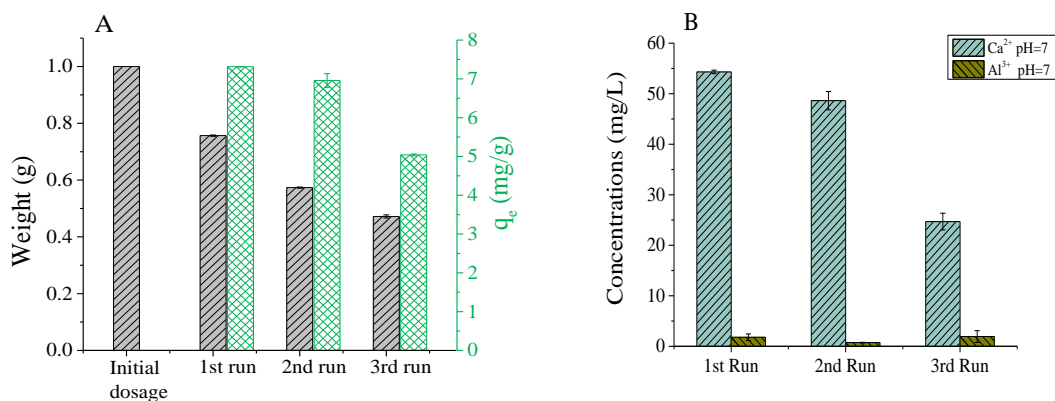 A
Weight (g)
1.0
0.8
0.6
0.4
0.2
0.0
Initial
dosage
1st run
2nd run
3rd run
8
7
6
5
4
3
2
1
0
qₑ (mg/g)
B
Concentrations (mg/L)
60
50
40
30
20
10
0
1st Run
2nd Run
3rd Run
Ca²⁺ pH=7
Al³⁺ pH=7